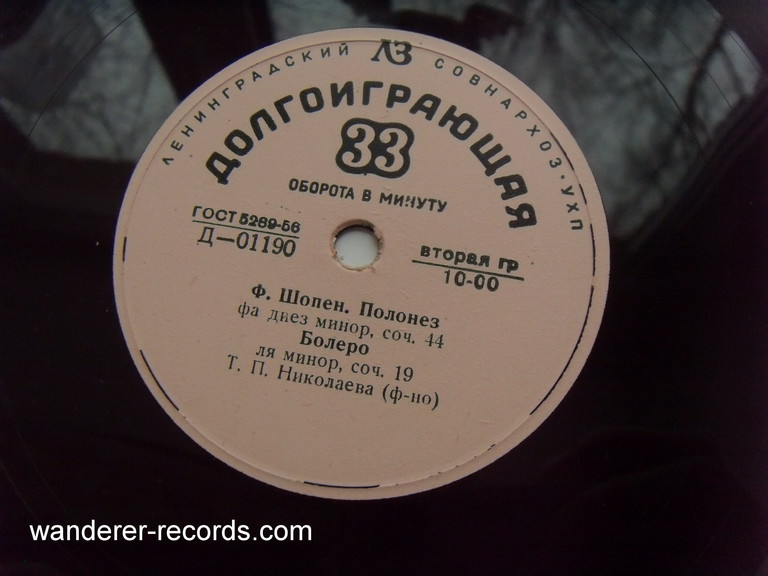 ЛЕНИНГРАДСКИЙ ЛЗ СОВНАРХОЗ·УХП
ДОЛГОИГРАЮЩАЯ
33
ОБОРОТА В МИНУТУ
ГОСТ 5289-56
Д—01190
вторая гр
10-00
Ф. Шопен. Полонез
фа диез минор, соч. 44
Болеро
ля минор, соч. 19
Т. П. Николаева (ф-но)
wanderer-records.com